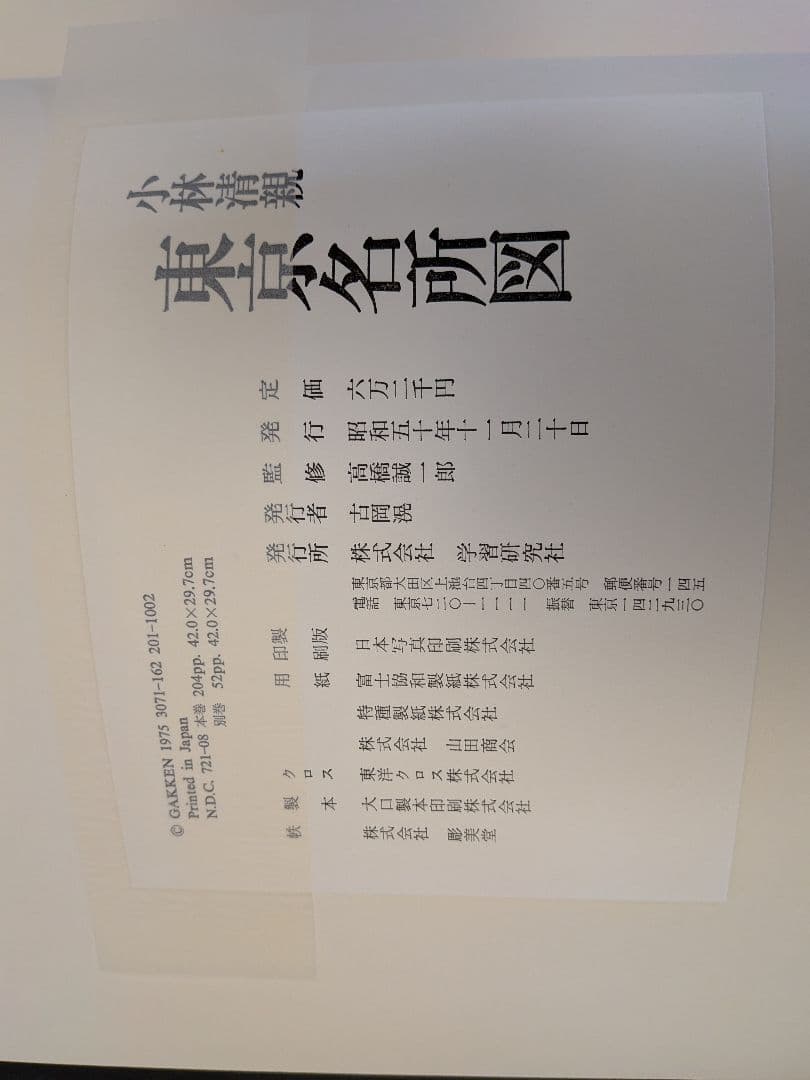 小林清親
東京名所図
定価 六万二千円
発行 昭和五十年十一月二十日
監修 高橋誠一郎
発行者 古岡滉
発行所 株式会社 学習研究社
東京都大田区上池台四丁目四〇番五号 郵便番号一四五
電話 東京七二〇―一一一一 振替 東京一四二九三〇
製版印刷 日本写真印刷株式会社
用紙 富士協和製紙株式会社
特種製紙株式会社
株式会社 山田商会
クロス 東洋クロス株式会社
製本 大口製本印刷株式会社
帙 株式会社 彫美堂
© GAKKEN 1975 3071-162 201-1002
Printed in Japan
N.D.C. 721-08 本巻 204pp. 42.0×29.7cm
別巻 52pp. 42.0×29.7cm